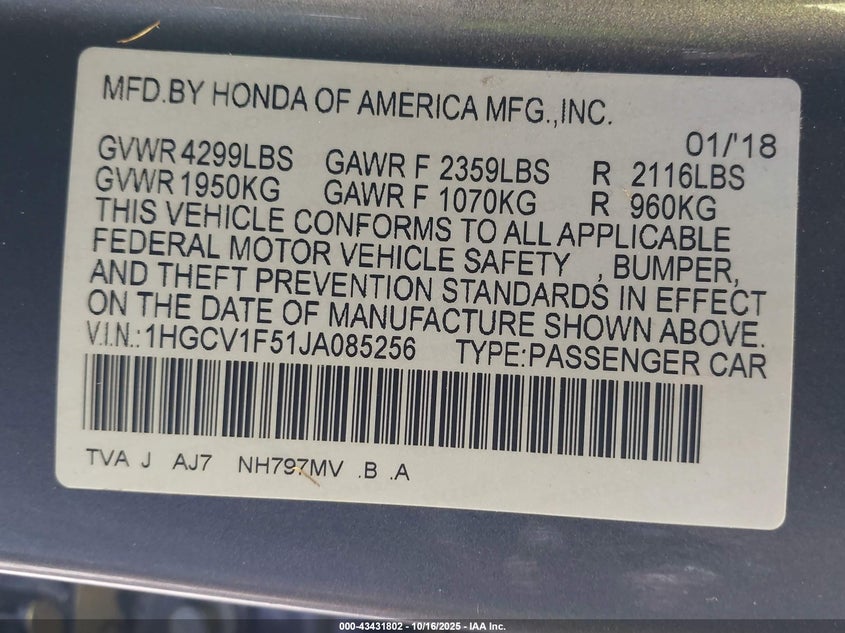 MFD.BY HONDA OF AMERICA MFG.,INC.
01/'18
GVWR 4299LBS GAWR F 2359LBS R 2116LBS
GVWR 1950KG GAWR F 1070KG R 960KG
THIS VEHICLE CONFORMS TO ALL APPLICABLE
FEDERAL MOTOR VEHICLE SAFETY , BUMPER,
AND THEFT PREVENTION STANDARDS IN EFFECT
ON THE DATE OF MANUFACTURE SHOWN ABOVE.
V.I.N.:1HGCV1F51JA085256 TYPE:PASSENGER CAR
TVA J AJ7 NH797MV .B .A
000-43431802 - 10/16/2025 - IAA Inc.